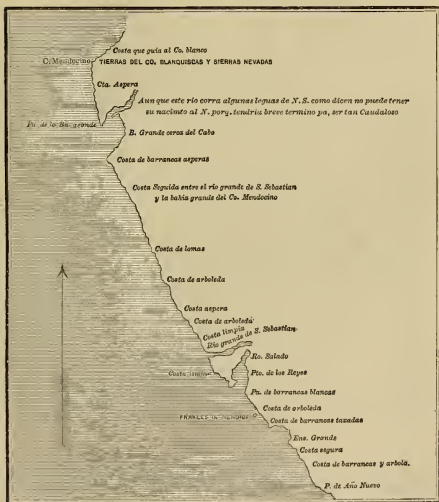 Costa que guia al Co. blanco
C. Mendocino
TIERRAS DEL CO. BLANQUISCAS Y SIERRAS NEVADAS
Cta. Aspera
Aun que este rio corra algunas leguas de N. S. como dicen no puede tener
su naciento al N. porq. tendria breve termino pa, ser tan Caudaloso
Pa. de la Ba. grande
B. Grande cerca del Cabo
Costa de barrancas asperas
Costa Seguida entre el rio grande de S. Sebastian
y la bahia grande del Co. Mendocino
Costa de lomas
Costa de arboleda
Costa aspera
Costa de arboleda
Costa limpia
Rio grande de S. Sebastian
Ro. Salado
Costa limpia
Pto. de los Reyes
Pa. de barrancas blancas
Costa de arboleda
FRAYLES
Costa de barrancas taxadas
Ens. Grande
Costa segura
Costa de barrancas y arbola.
P. de Año Nuevo